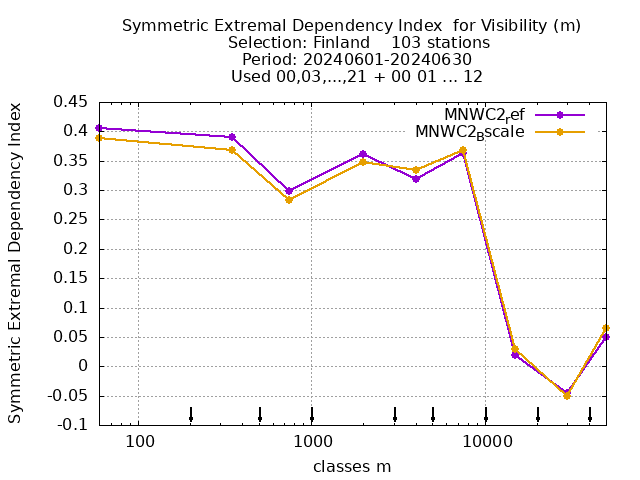 Symmetric Extremal Dependency Index  for Visibility (m)
Selection: Finland    103 stations
Period: 20240601-20240630
Used 00,03,...,21 + 00 01 ... 12
MNWC2ref
MNWC2Bscale
Symmetric Extremal Dependency Index
0.45
0.4
0.35
0.3
0.25
0.2
0.15
0.1
0.05
0
-0.05
-0.1
100
1000
10000
classes m